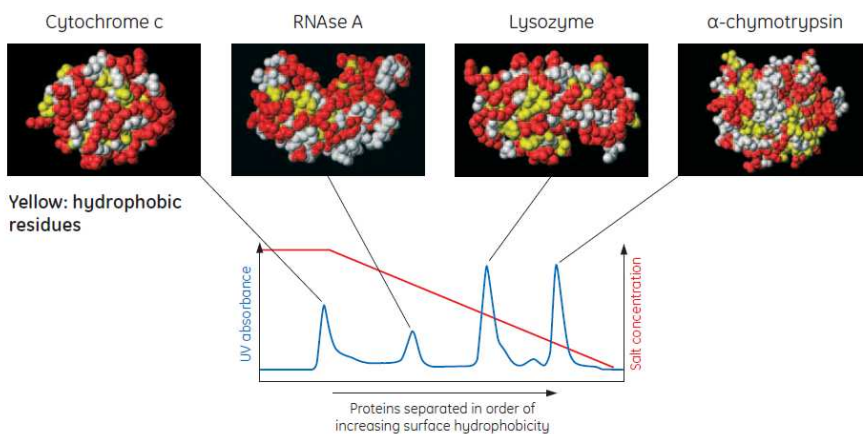 Cytochrome c
RNAse A
Lysozyme
α-chymotrypsin
Yellow: hydrophobic
residues
UV absorbance
Salt concentration
Proteins separated in order of
increasing surface hydrophobicity